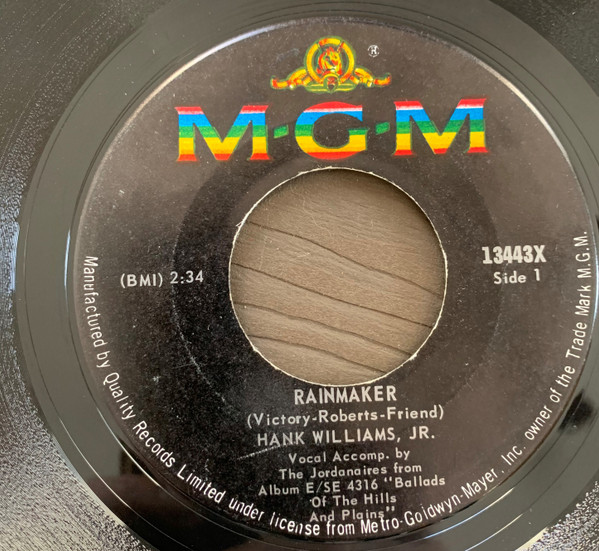 M-G-M
13443X
Side 1
(BMI) 2:34
RAINMAKER
(Victory-Roberts-Friend)
HANK WILLIAMS, JR.
Vocal Accomp. by
The Jordanaires from
Album E/SE 4316 "Ballads
Of The Hills
And Plains"
Manufactured by Quality Records Limited under license from Metro-Goldwyn-Mayer, Inc. owner of the Trade Mark M.G.M.